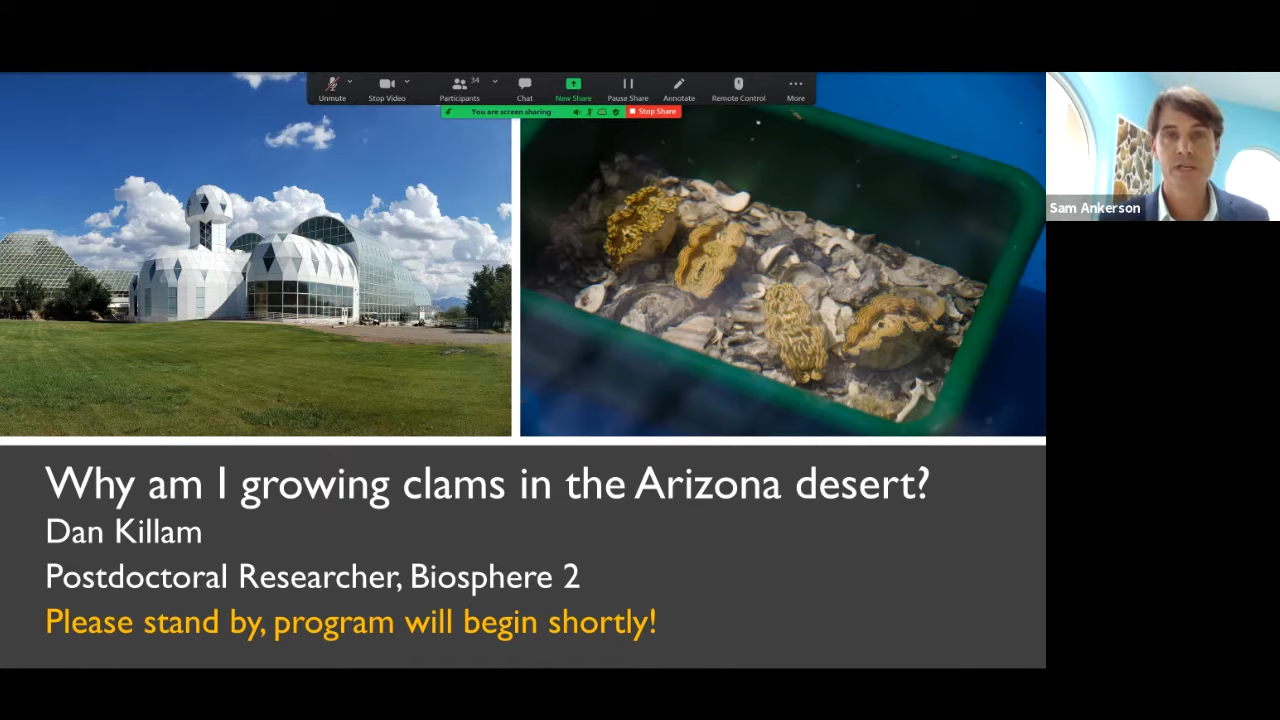 34
Unmute
Stop Video
Participants
Chat
New Share
Pause Share
Annotate
Remote Control
More
You are screen sharing
Stop Share
Sam Ankerson
Why am I growing clams in the Arizona desert?
Dan Killam
Postdoctoral Researcher, Biosphere 2
Please stand by, program will begin shortly!